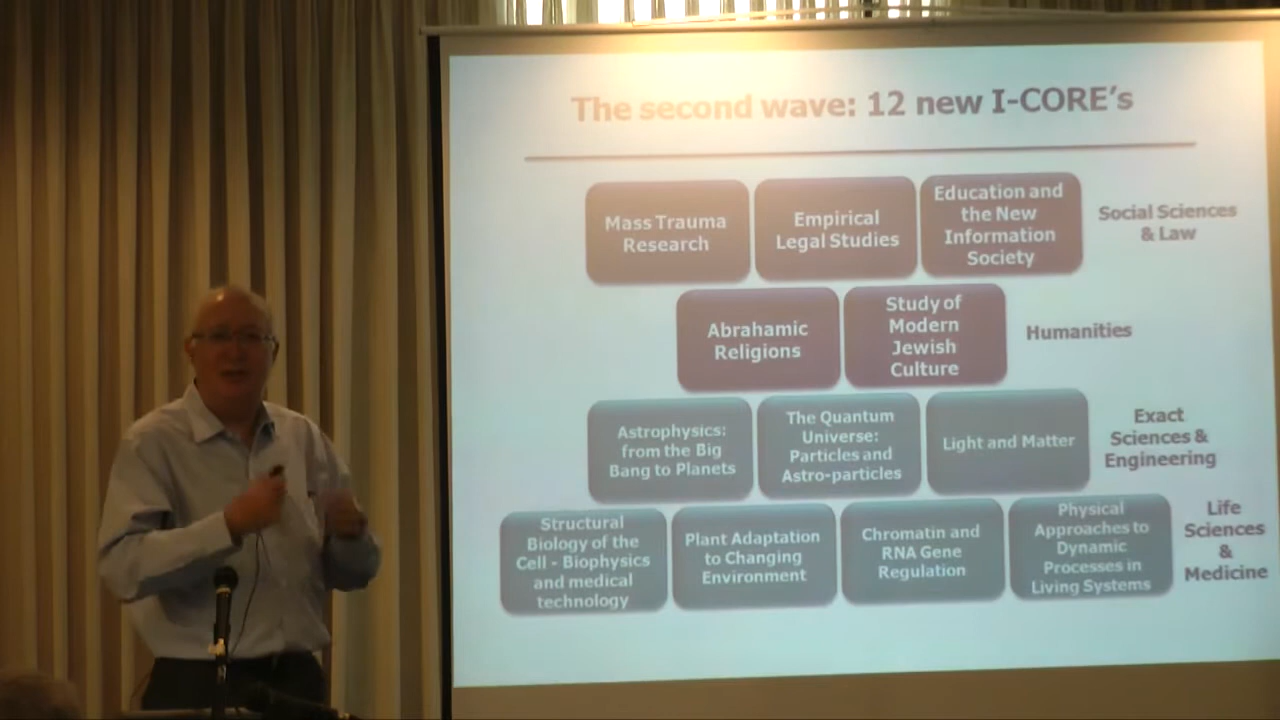 The second wave: 12 new I-CORE's
Mass Trauma
Research
Empirical
Legal Studies
Education and
the New
Information
Society
Social Sciences
& Law
Abrahamic
Religions
Study of
Modern
Jewish
Culture
Humanities
Astrophysics:
from the Big
Bang to Planets
The Quantum
Universe:
Particles and
Astro-particles
Light and Matter
Exact
Sciences &
Engineering
Structural
Biology of the
Cell - Biophysics
and medical
technology
Plant Adaptation
to Changing
Environment
Chromatin and
RNA Gene
Regulation
Physical
Approaches to
Dynamic
Processes in
Living Systems
Life
Sciences
&
Medicine